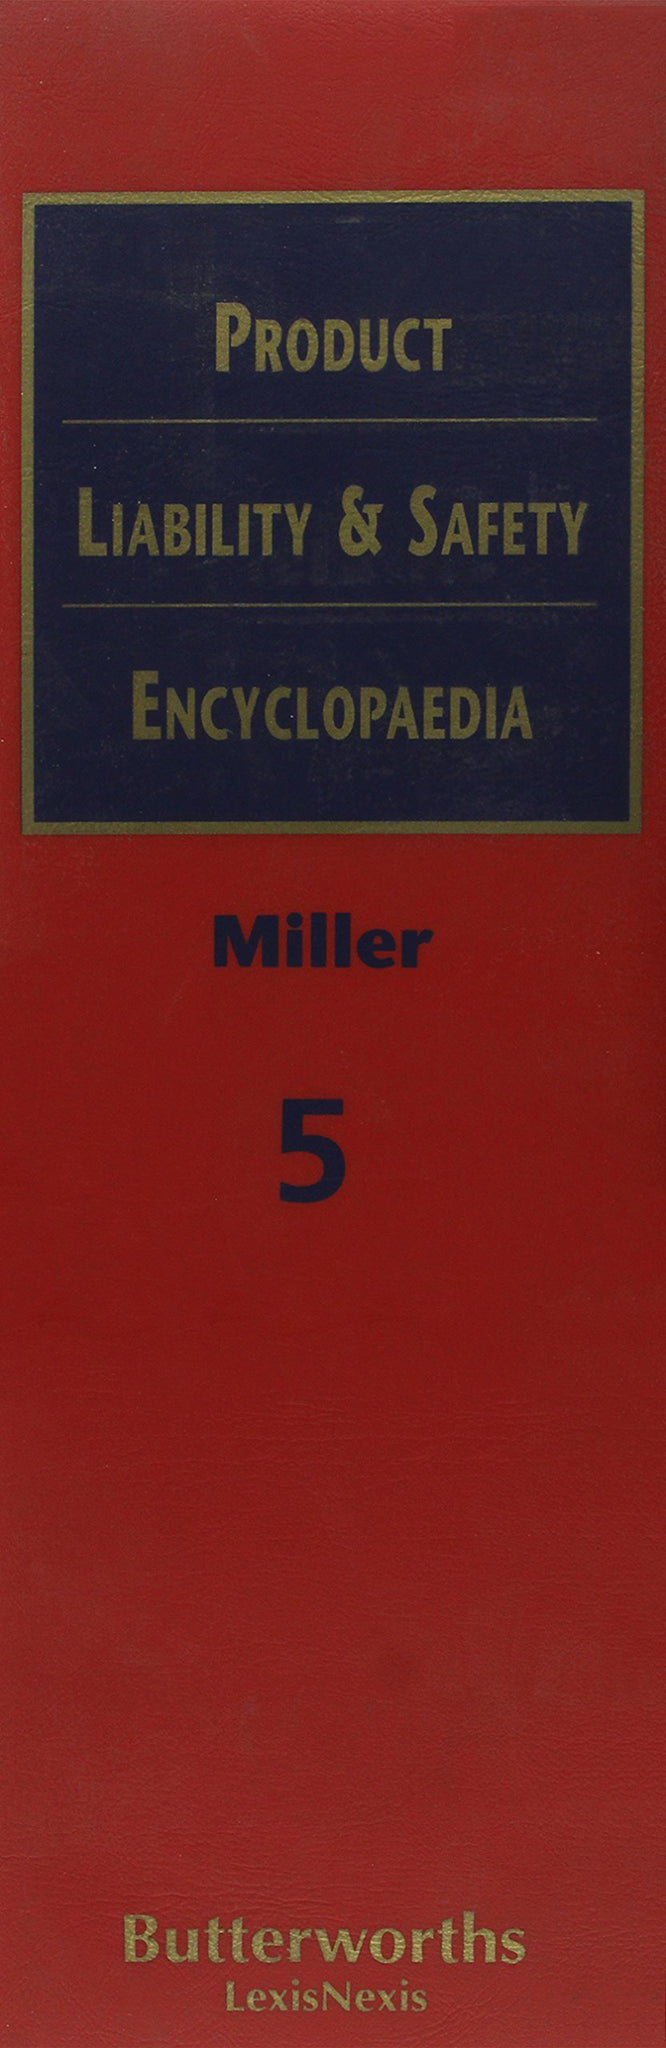 PRODUCT
LIABILITY & SAFETY
ENCYCLOPAEDIA
Miller
5
Butterworths
LexisNexis